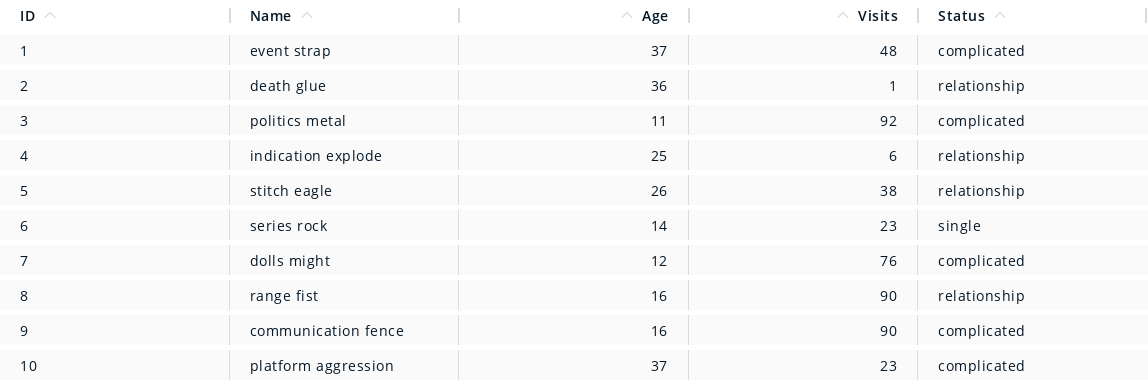 ID Name Age Visits Status
1 event strap 37 48 complicated
2 death glue 36 1 relationship
3 politics metal 11 92 complicated
4 indication explode 25 6 relationship
5 stitch eagle 26 38 relationship
6 series rock 14 23 single
7 dolls might 12 76 complicated
8 range fist 16 90 relationship
9 communication fence 16 90 complicated
10 platform aggression 37 23 complicated